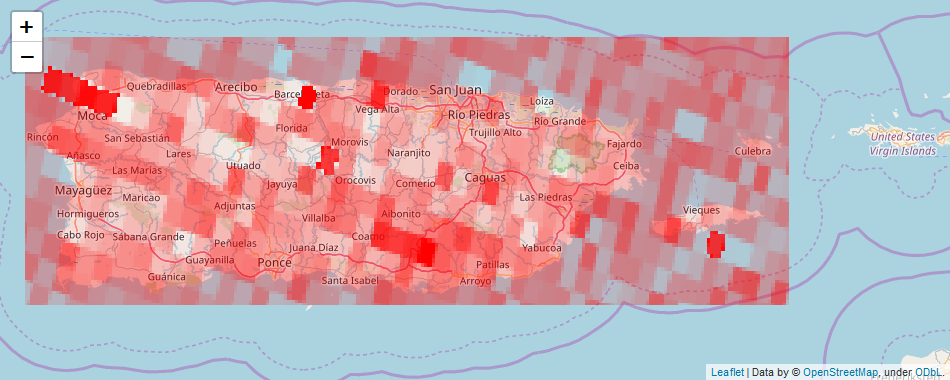 +
−
Quebradillas
Arecibo
Barceloneta
Dorado
San Juan
Loíza
Moca
Vega Alta
Río Piedras
Río Grande
Rincón
San Sebastián
Florida
Morovis
Trujillo Alto
Fajardo
Culebra
United States
Virgin Islands
Añasco
Lares
Utuado
Naranjito
Ceiba
Las Marías
Jayuya
Orocovis
Comerío
Caguas
Mayagüez
Maricao
Las Piedras
Hormigueros
Adjuntas
Villalba
Aibonito
Vieques
Cabo Rojo
Sábana Grande
Peñuelas
Juana Díaz
Coamo
Yabucoa
Guayanilla
Ponce
Patillas
Guánica
Santa Isabel
Arroyo
Leaflet | Data by © OpenStreetMap, under ODbL.